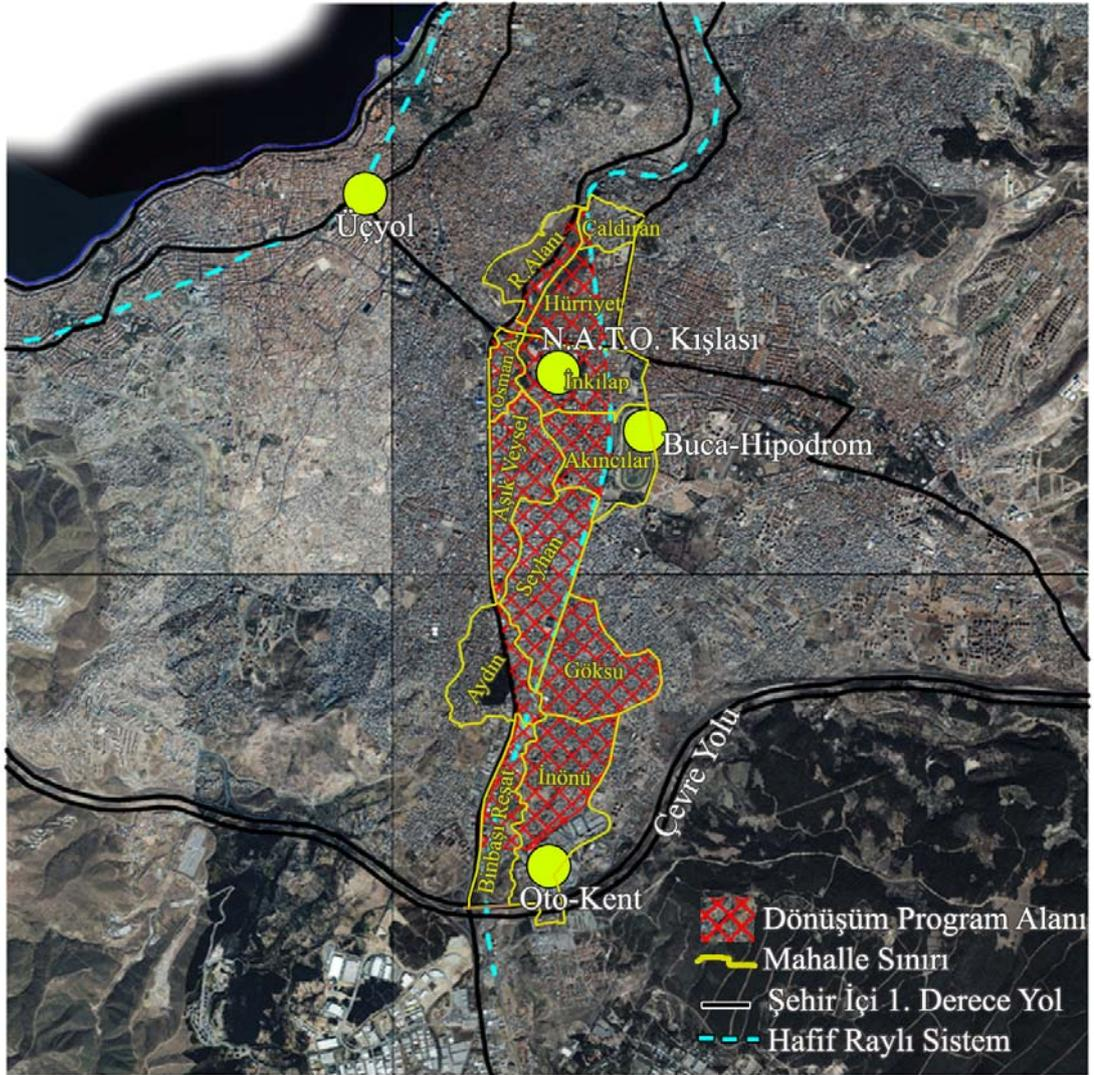 Üçyol
Çaldıran
R. Alanı
Hürriyet
N.A.T.O. Kışlası
Osman A.
İnkilap
Buca-Hipodrom
Aşık Veysel
Akıncılar
Seyhan
Aydın
Göksu
Çevre Yolu
İnönü
Binbaşı Reşat
Oto-Kent
Dönüşüm Program Alanı
Mahalle Sınırı
Şehir İçi 1. Derece Yol
Hafif Raylı Sistem